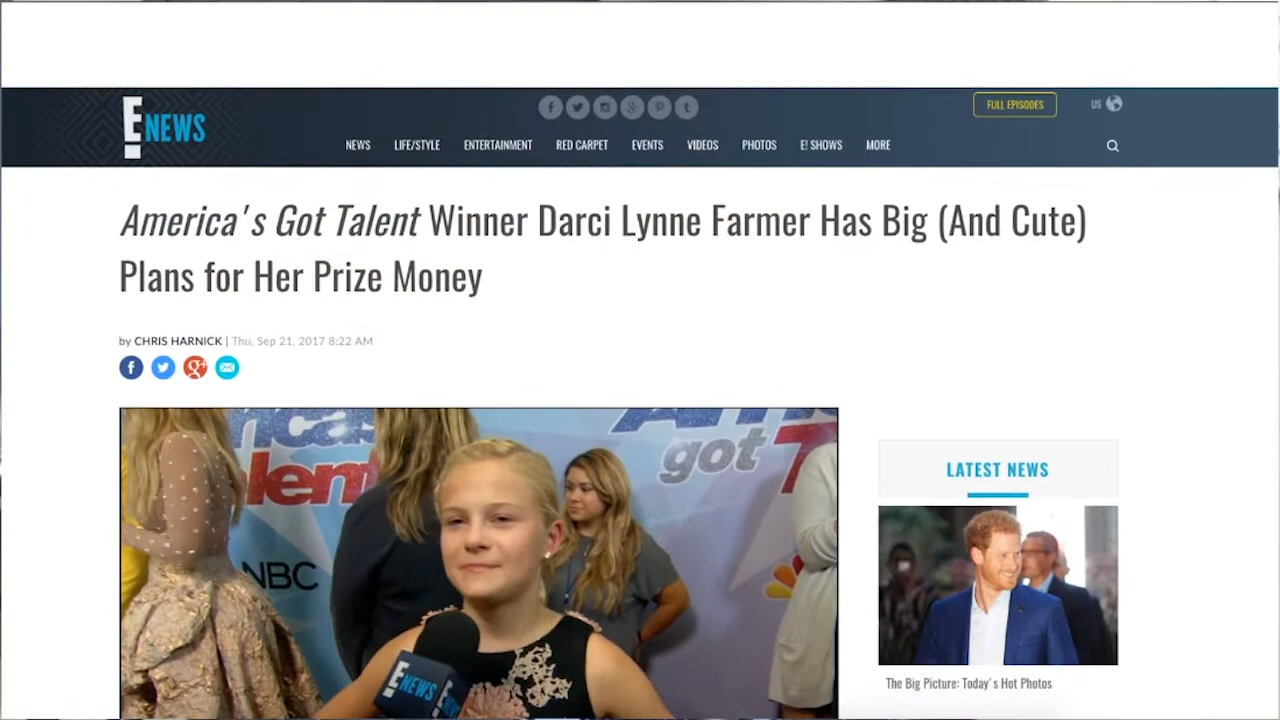 E! NEWS
FULL EPISODES
US
NEWS LIFE/STYLE ENTERTAINMENT RED CARPET EVENTS VIDEOS PHOTOS E! SHOWS MORE
America's Got Talent Winner Darci Lynne Farmer Has Big (And Cute)
Plans for Her Prize Money
by CHRIS HARNICK | Thu, Sep 21, 2017 8:22 AM
got T
NBC
E! NEWS
LATEST NEWS
The Big Picture: Today's Hot Photos